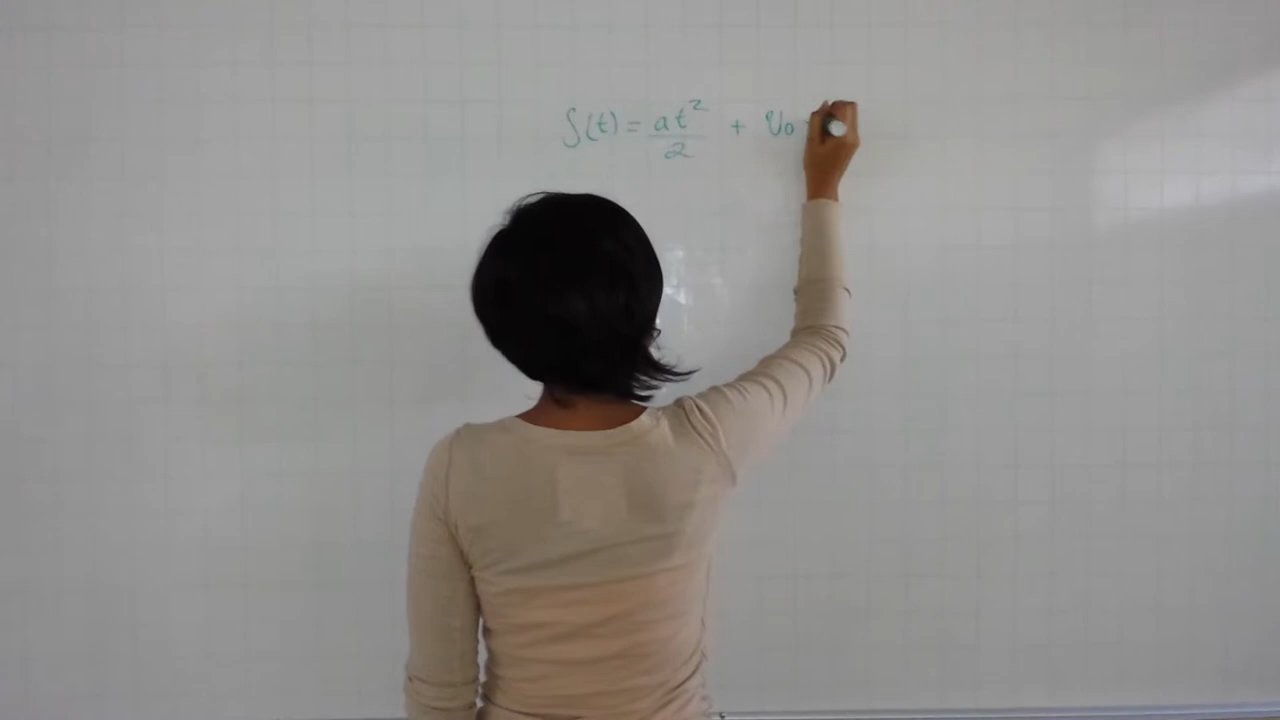 S(t) = at²/2 + v₀